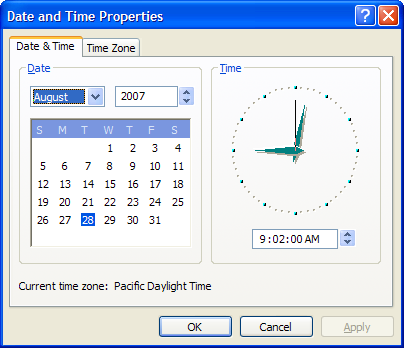 Date and Time Properties
Date & Time Time Zone
Date
August 2007
S M T W T F S
1 2 3 4
5 6 7 8 9 10 11
12 13 14 15 16 17 18
19 20 21 22 23 24 25
26 27 28 29 30 31
Time
9:02:00 AM
Current time zone: Pacific Daylight Time
OK Cancel Apply